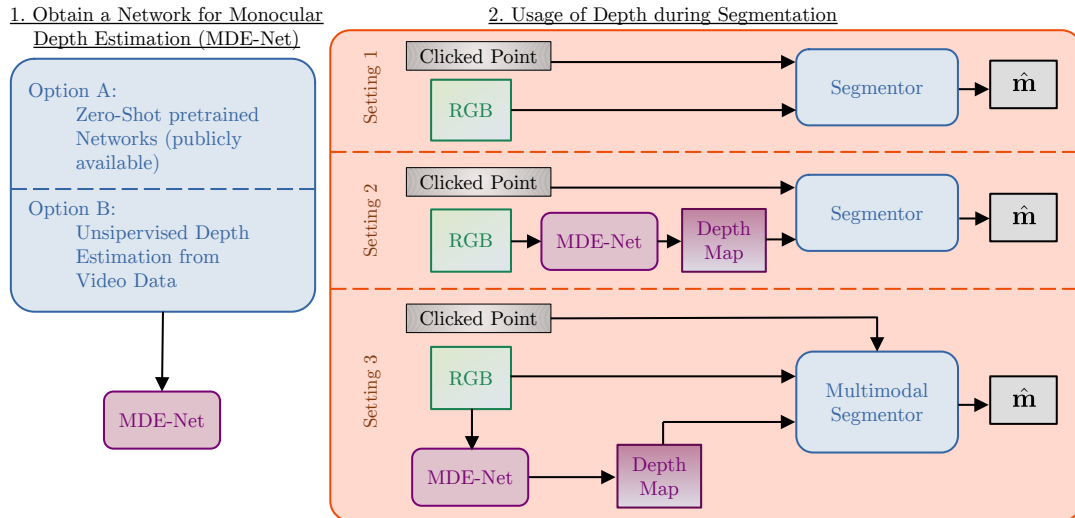 1. Obtain a Network for Monocular
Depth Estimation (MDE-Net)
Option A:
Zero-Shot pretrained
Networks (publicly
available)
Option B:
Unsipervised Depth
Estimation from
Video Data
MDE-Net
2. Usage of Depth during Segmentation
Setting 1
Clicked Point
RGB
Segmentor
m̂
Setting 2
Clicked Point
RGB
MDE-Net
Depth
Map
Segmentor
m̂
Setting 3
Clicked Point
RGB
MDE-Net
Depth
Map
Multimodal
Segmentor
m̂